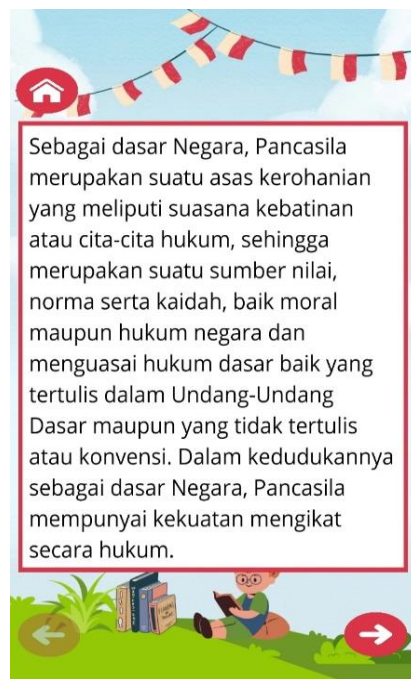 Sebagai dasar Negara, Pancasila
merupakan suatu asas kerohanian
yang meliputi suasana kebatinan
atau cita-cita hukum, sehingga
merupakan suatu sumber nilai,
norma serta kaidah, baik moral
maupun hukum negara dan
menguasai hukum dasar baik yang
tertulis dalam Undang-Undang
Dasar maupun yang tidak tertulis
atau konvensi. Dalam kedudukannya
sebagai dasar Negara, Pancasila
mempunyai kekuatan mengikat
secara hukum.